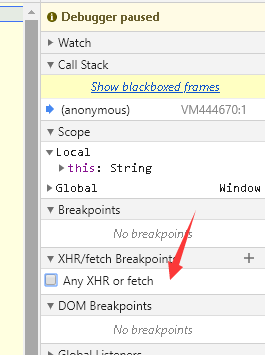 Debugger paused
Watch
Call Stack
Show blackboxed frames
(anonymous) VM444670:1
Scope
Local
this: String
Global Window
Breakpoints
No breakpoints
XHR/fetch Breakpoints +
Any XHR or fetch
DOM Breakpoints
No breakpoints
Global Listeners